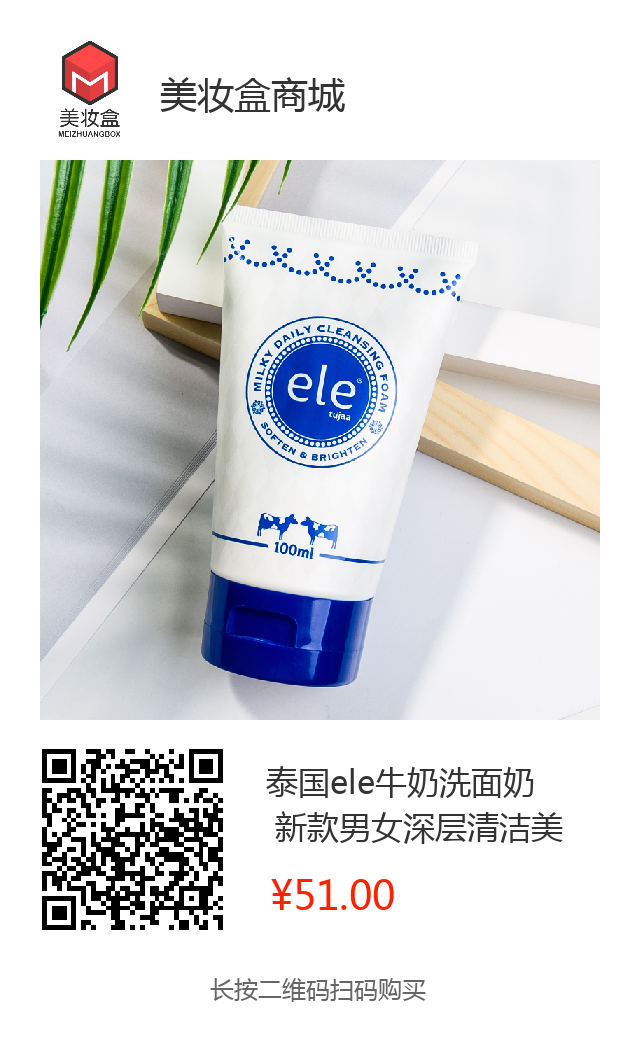 美妆盒
MEIZHUANGBOX
美妆盒商城
MILKY DAILY CLEANSING FOAM
ele®
tujaa
SOFTEN & BRIGHTEN
100ml
泰国ele牛奶洗面奶
新款男女深层清洁美
¥51.00
长按二维码扫码购买